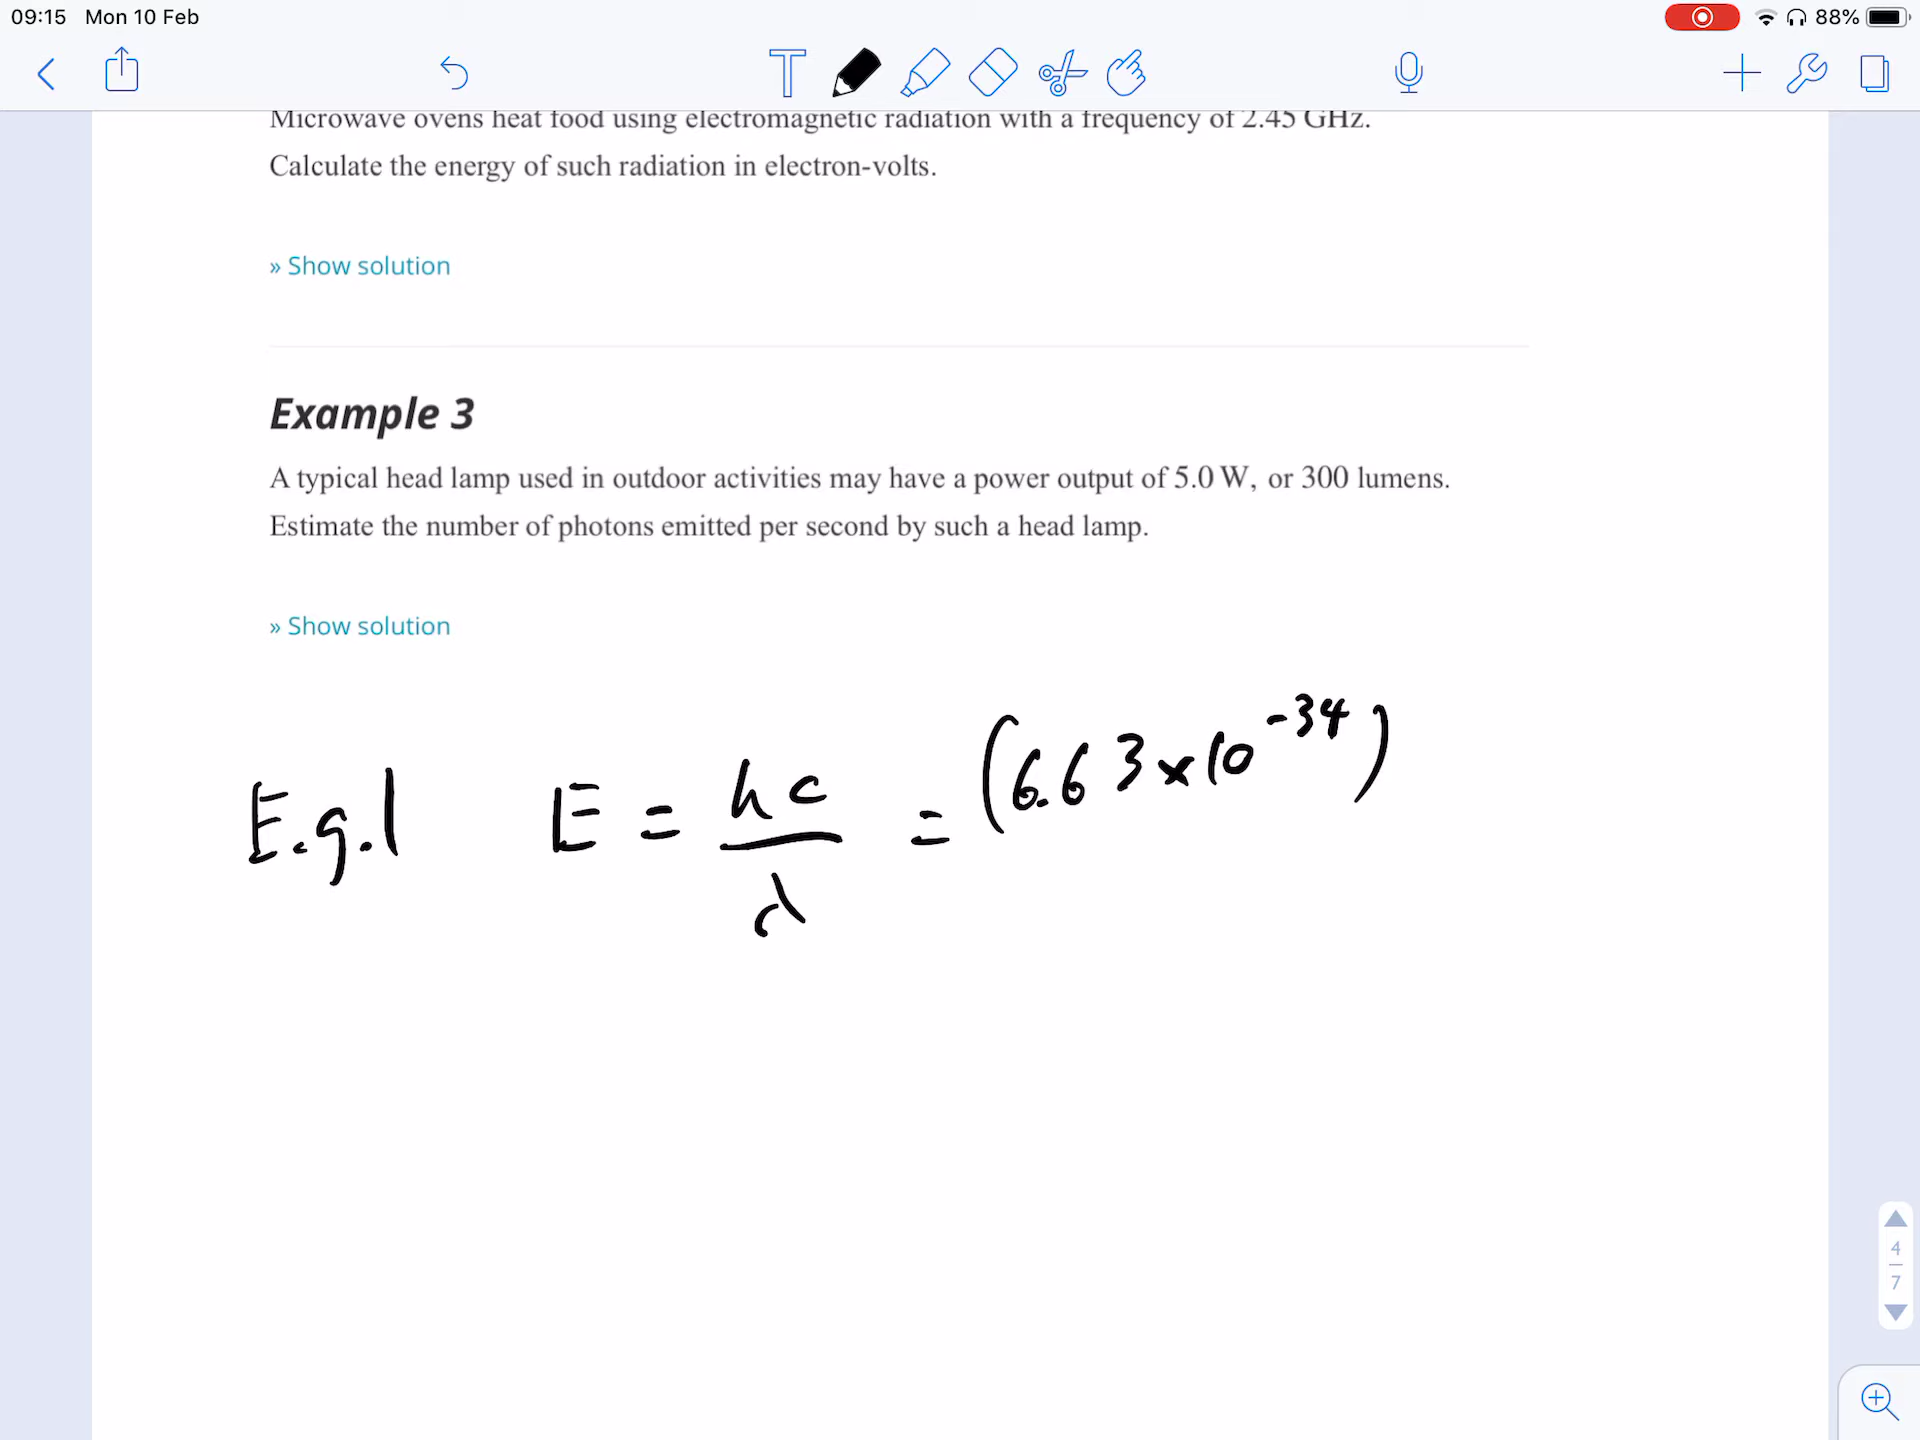 09:15 Mon 10 Feb 88%
T
Microwave ovens heat food using electromagnetic radiation with a frequency of 2.45 GHz.
Calculate the energy of such radiation in electron-volts.
» Show solution
Example 3
A typical head lamp used in outdoor activities may have a power output of 5.0 W, or 300 lumens.
Estimate the number of photons emitted per second by such a head lamp.
» Show solution
E.g.1 E = hc/λ = (6.63 × 10^-34)
4
7